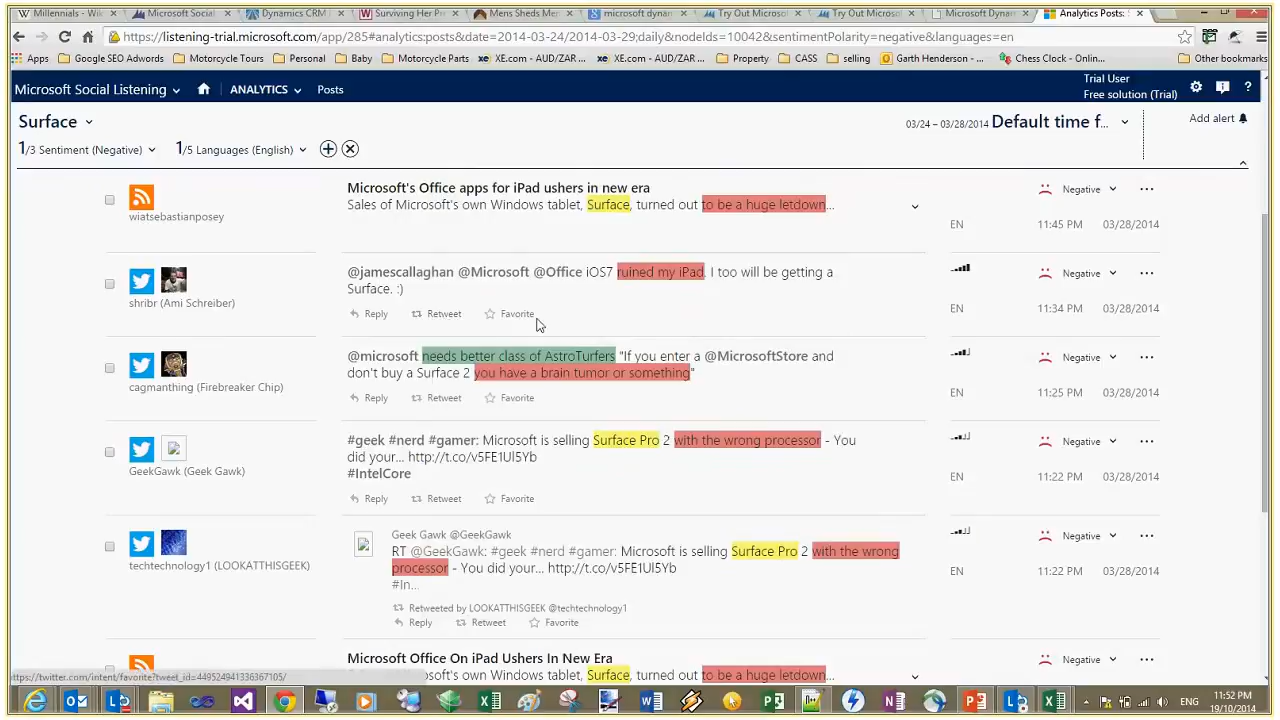 Millennials - Wik
Microsoft Social
Dynamics CRM
Surviving Her Pr
Mens Sheds Mer
microsoft dynar
Try Out Microso
Try Out Microso
Microsoft Dynam
Analytics Posts: S
https://listening-trial.microsoft.com/app/285#analytics:posts&date=2014-03-24/2014-03-29;daily&nodeIds=10042&sentimentPolarity=negative&languages=en
Apps Google SEO Adwords Motorcycle Tours Personal Baby Motorcycle Parts XE.com - AUD/ZAR ... XE.com - AUD/ZAR ... Property CASS selling Garth Henderson - ... Chess Clock - Onlin... Other bookmarks
Microsoft Social Listening ANALYTICS Posts
Trial User
Free solution (Trial)
Surface
03/24 – 03/28/2014 Default time f...
Add alert
1/3 Sentiment (Negative) 1/5 Languages (English)
wiatsebastianposey
Microsoft's Office apps for iPad ushers in new era
Sales of Microsoft's own Windows tablet, Surface, turned out to be a huge letdown...
Negative
EN 11:45 PM 03/28/2014
shribr (Ami Schreiber)
@jamescallaghan @Microsoft @Office iOS7 ruined my iPad. I too will be getting a
Surface. :)
Reply Retweet Favorite
Negative
EN 11:34 PM 03/28/2014
cagmanthing (Firebreaker Chip)
@microsoft needs better class of AstroTurfers "If you enter a @MicrosoftStore and
don't buy a Surface 2 you have a brain tumor or something"
Reply Retweet Favorite
Negative
EN 11:25 PM 03/28/2014
GeekGawk (Geek Gawk)
#geek #nerd #gamer: Microsoft is selling Surface Pro 2 with the wrong processor - You
did your... http://t.co/v5FE1Ul5Yb
#IntelCore
Reply Retweet Favorite
Negative
EN 11:22 PM 03/28/2014
techtechnology1 (LOOKATTHISGEEK)
Geek Gawk @GeekGawk
RT @GeekGawk: #geek #nerd #gamer: Microsoft is selling Surface Pro 2 with the wrong
processor - You did your... http://t.co/v5FE1Ul5Yb
#In...
Retweeted by LOOKATTHISGEEK @techtechnology1
Reply Retweet Favorite
Negative
EN 11:22 PM 03/28/2014
Microsoft Office On iPad Ushers In New Era
Sales of Microsoft's own Windows tablet, Surface, turned out to be a huge letdown...
Negative
https://twitter.com/intent/favorite?tweet_id=449524941336367105/
ENG
11:52 PM
19/10/2014